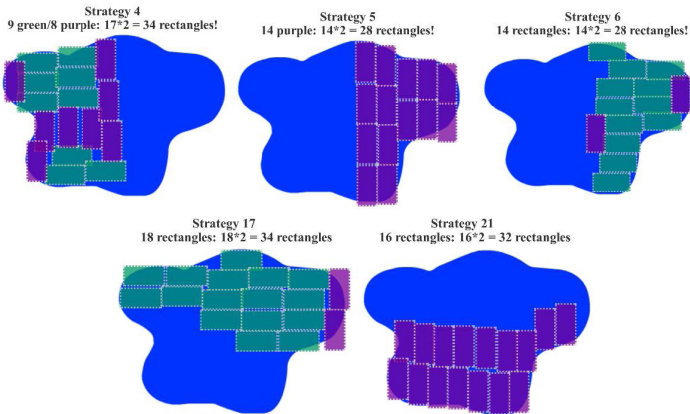 Strategy 4
9 green/8 purple: 17*2 = 34 rectangles!
Strategy 5
14 purple: 14*2 = 28 rectangles!
Strategy 6
14 rectangles: 14*2 = 28 rectangles!
Strategy 17
18 rectangles: 18*2 = 34 rectangles
Strategy 21
16 rectangles: 16*2 = 32 rectangles